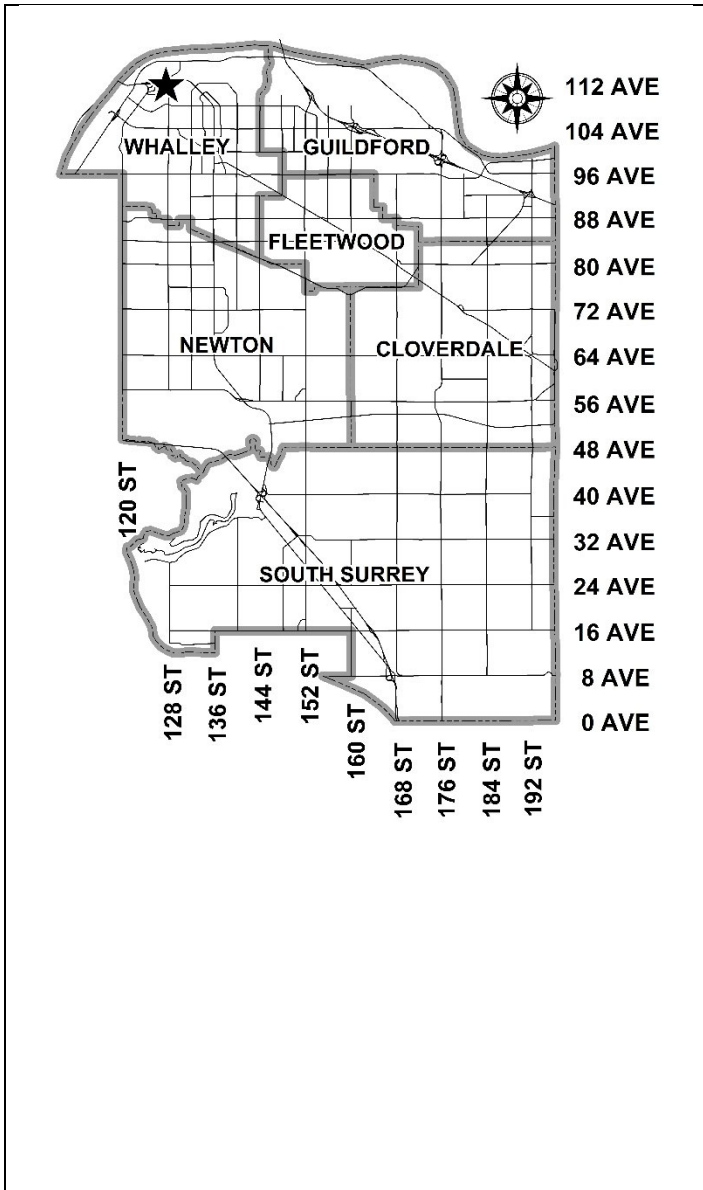 112 AVE
104 AVE
WHALLEY
GUILDFORD
96 AVE
88 AVE
FLEETWOOD
80 AVE
72 AVE
NEWTON
CLOVERDALE
64 AVE
56 AVE
48 AVE
120 ST
40 AVE
32 AVE
SOUTH SURREY
24 AVE
16 AVE
128 ST
136 ST
144 ST
152 ST
8 AVE
160 ST
0 AVE
168 ST
176 ST
184 ST
192 ST